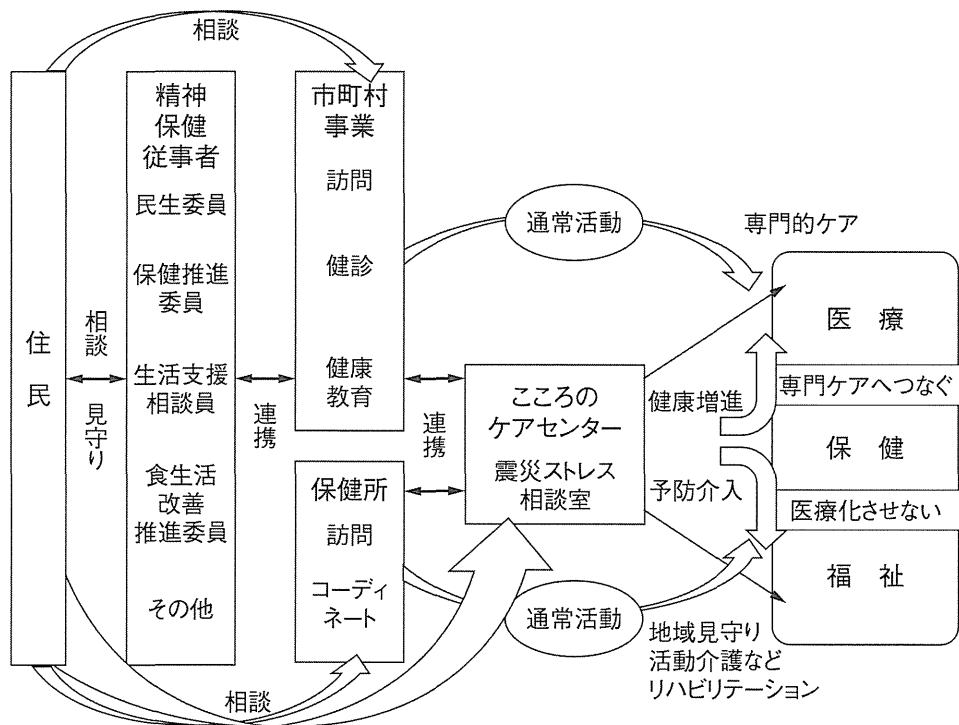 相談
住民
相談
見守り
精神
保健
従事者
民生委員
保健推進
委員
生活支援
相談員
食生活
改善
推進委員
その他
連携
市町村
事業
訪問
健診
健康
教育
保健所
訪問
コーディ
ネート
相談
連携
こころの
ケアセンター
震災ストレス
相談室
通常活動
通常活動
専門的ケア
健康増進
予防介入
医療
専門ケアへつなぐ
保健
医療化させない
福祉
地域見守り
活動介護など
リハビリテーション